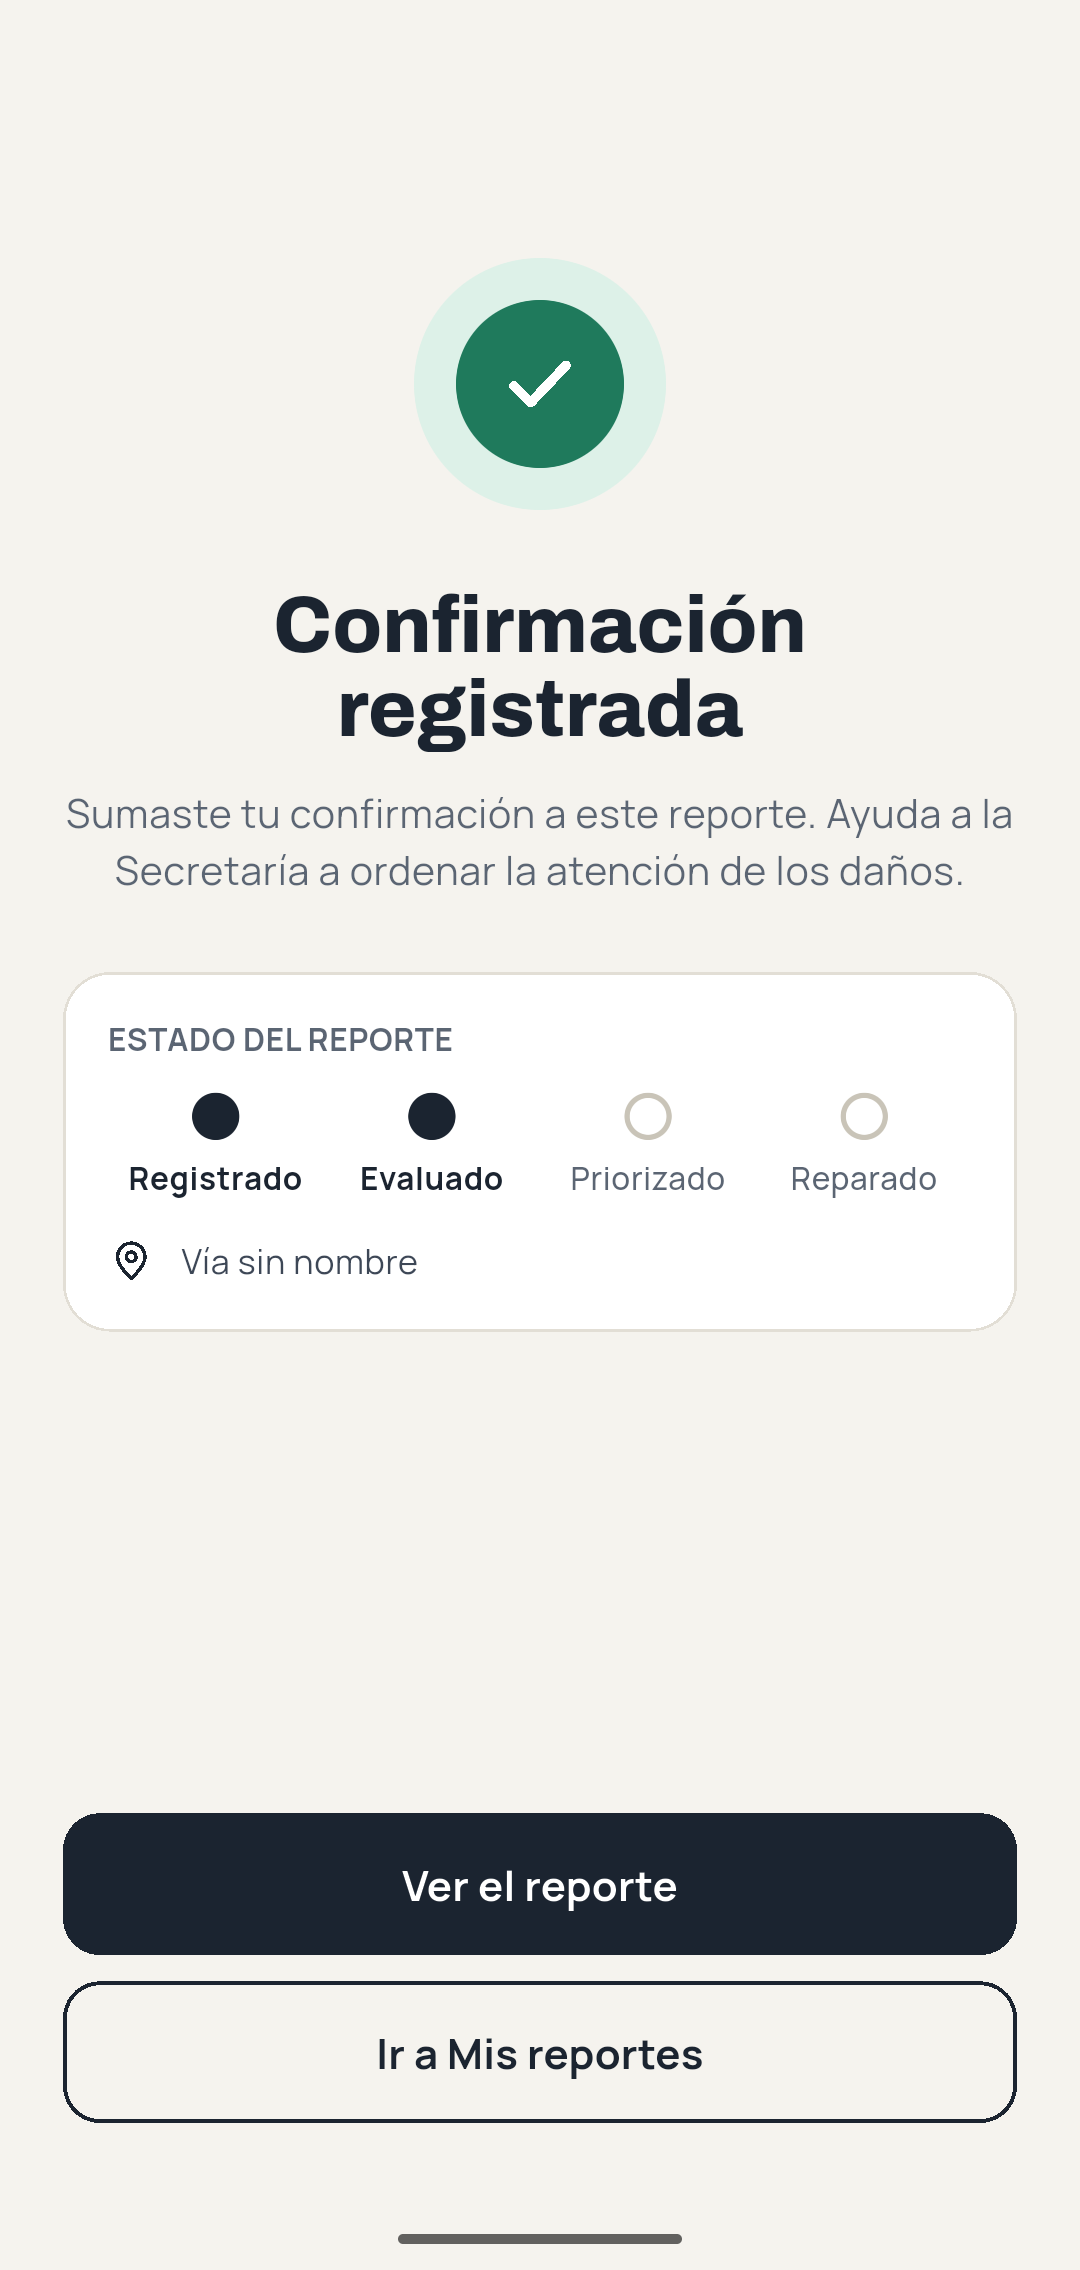 Confirmación
registrada
Sumaste tu confirmación a este reporte. Ayuda a la
Secretaría a ordenar la atención de los daños.
ESTADO DEL REPORTE
Registrado Evaluado Priorizado Reparado
Vía sin nombre
Ver el reporte
Ir a Mis reportes